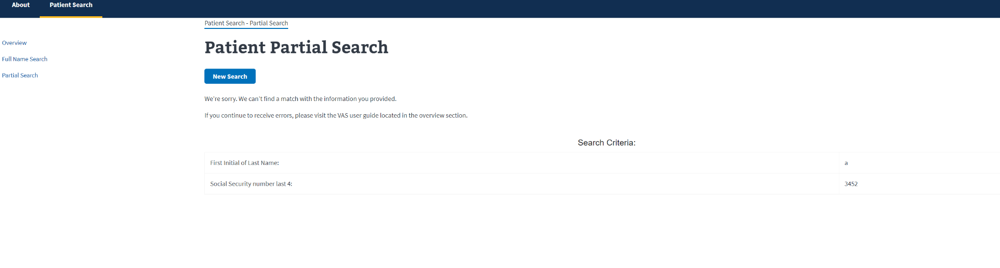 About Patient Search
Patient Search - Partial Search
Overview
Full Name Search
Partial Search
Patient Partial Search
New Search
We're sorry. We can't find a match with the information you provided.
If you continue to receive errors, please visit the VAS user guide located in the overview section.
Search Criteria:
First Initial of Last Name: a
Social Security number last 4: 3452